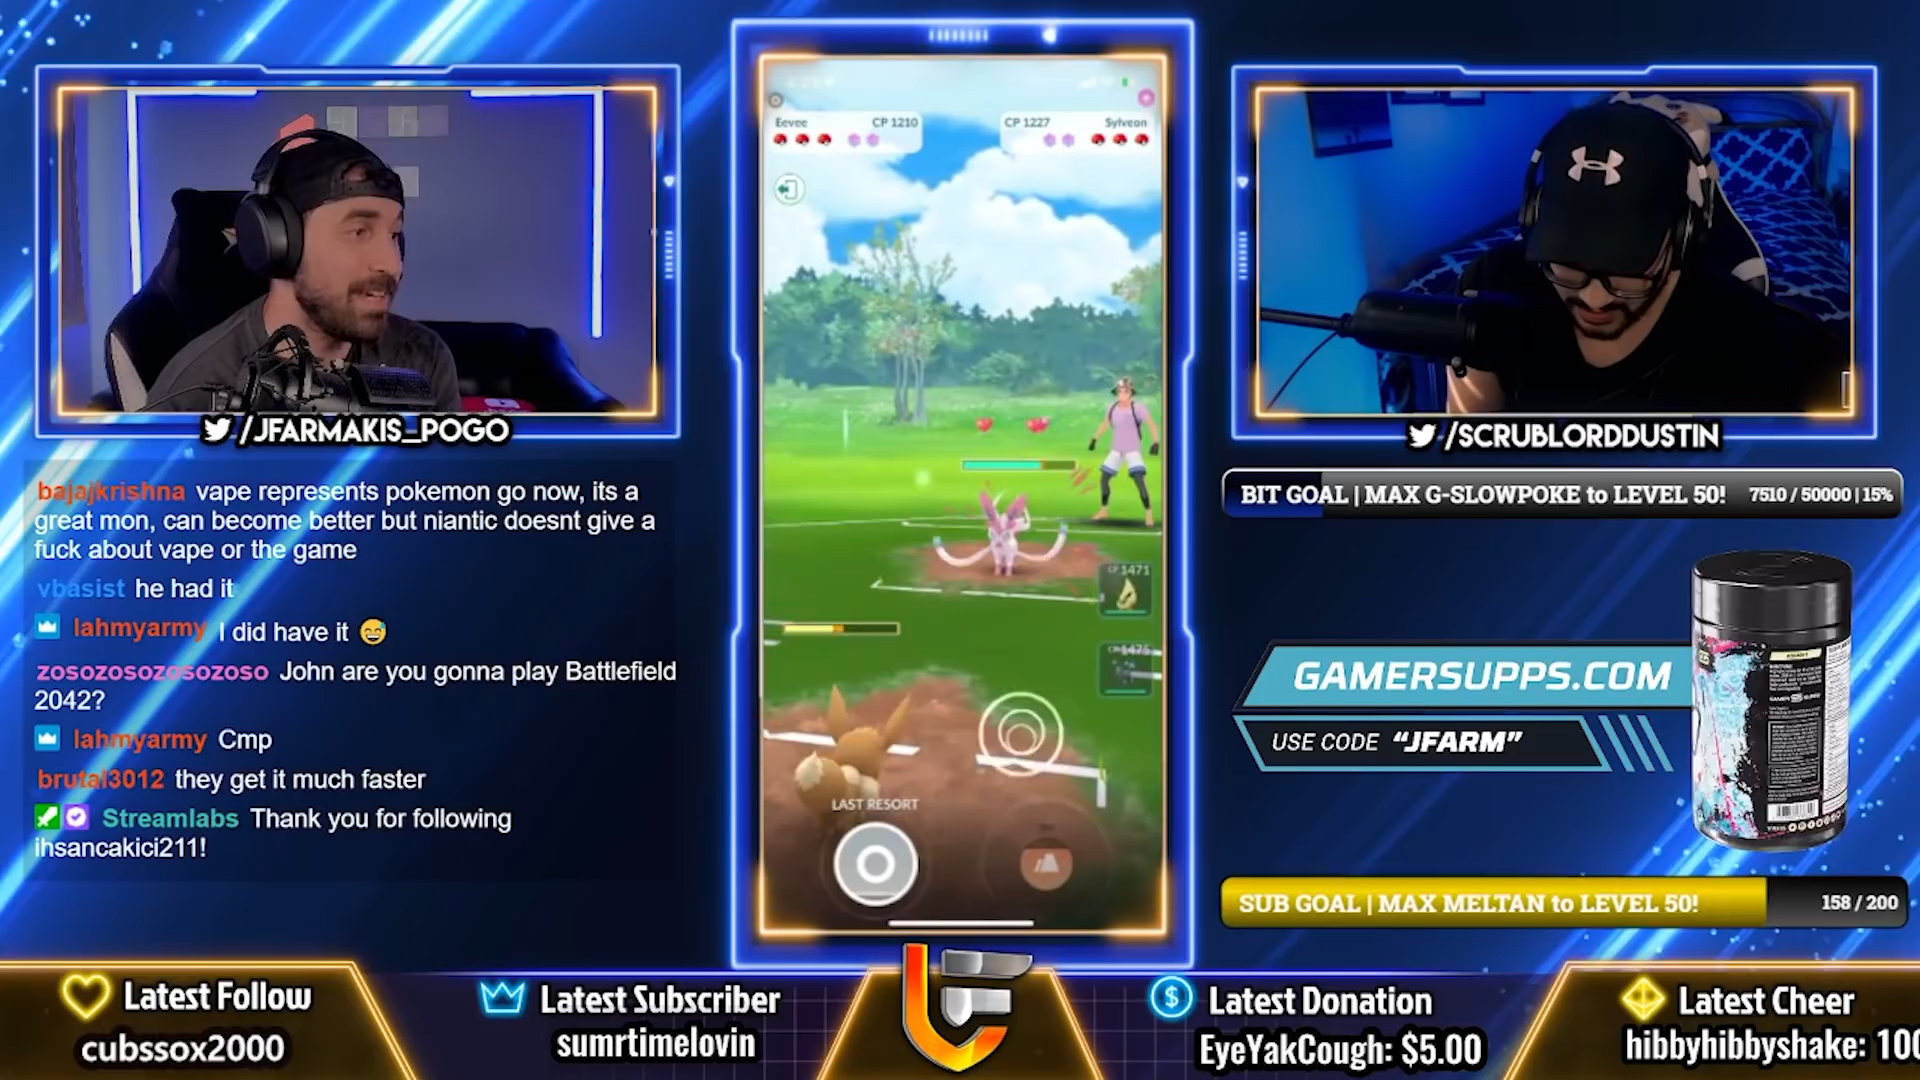 Eevee CP 1210
CP 1227 Sylveon
/JFARMAKIS_POGO
/SCRUBLORDDUSTIN
bajajkrishna vape represents pokemon go now, its a
great mon, can become better but niantic doesnt give a
fuck about vape or the game
vbasist he had it
lahmyarmy I did have it 😅
zosozosozosozoso John are you gonna play Battlefield
2042?
lahmyarmy Cmp
brutal3012 they get it much faster
Streamlabs Thank you for following
ihsancakici211!
CP 1471
CP 1475
LAST RESORT
BIT GOAL | MAX G-SLOWPOKE to LEVEL 50! 7510 / 50000 | 15%
GAMERSUPPS.COM
USE CODE “JFARM”
SUB GOAL | MAX MELTAN to LEVEL 50! 158 / 200
Latest Follow
cubssox2000
Latest Subscriber
sumrtimelovin
Latest Donation
EyeYakCough: $5.00
Latest Cheer
hibbyhibbyshake: 100